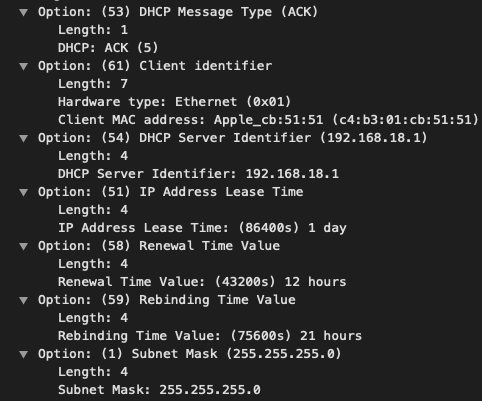 Option: (53) DHCP Message Type (ACK)
Length: 1
DHCP: ACK (5)
Option: (61) Client identifier
Length: 7
Hardware type: Ethernet (0x01)
Client MAC address: Apple_cb:51:51 (c4:b3:01:cb:51:51)
Option: (54) DHCP Server Identifier (192.168.18.1)
Length: 4
DHCP Server Identifier: 192.168.18.1
Option: (51) IP Address Lease Time
Length: 4
IP Address Lease Time: (86400s) 1 day
Option: (58) Renewal Time Value
Length: 4
Renewal Time Value: (43200s) 12 hours
Option: (59) Rebinding Time Value
Length: 4
Rebinding Time Value: (75600s) 21 hours
Option: (1) Subnet Mask (255.255.255.0)
Length: 4
Subnet Mask: 255.255.255.0